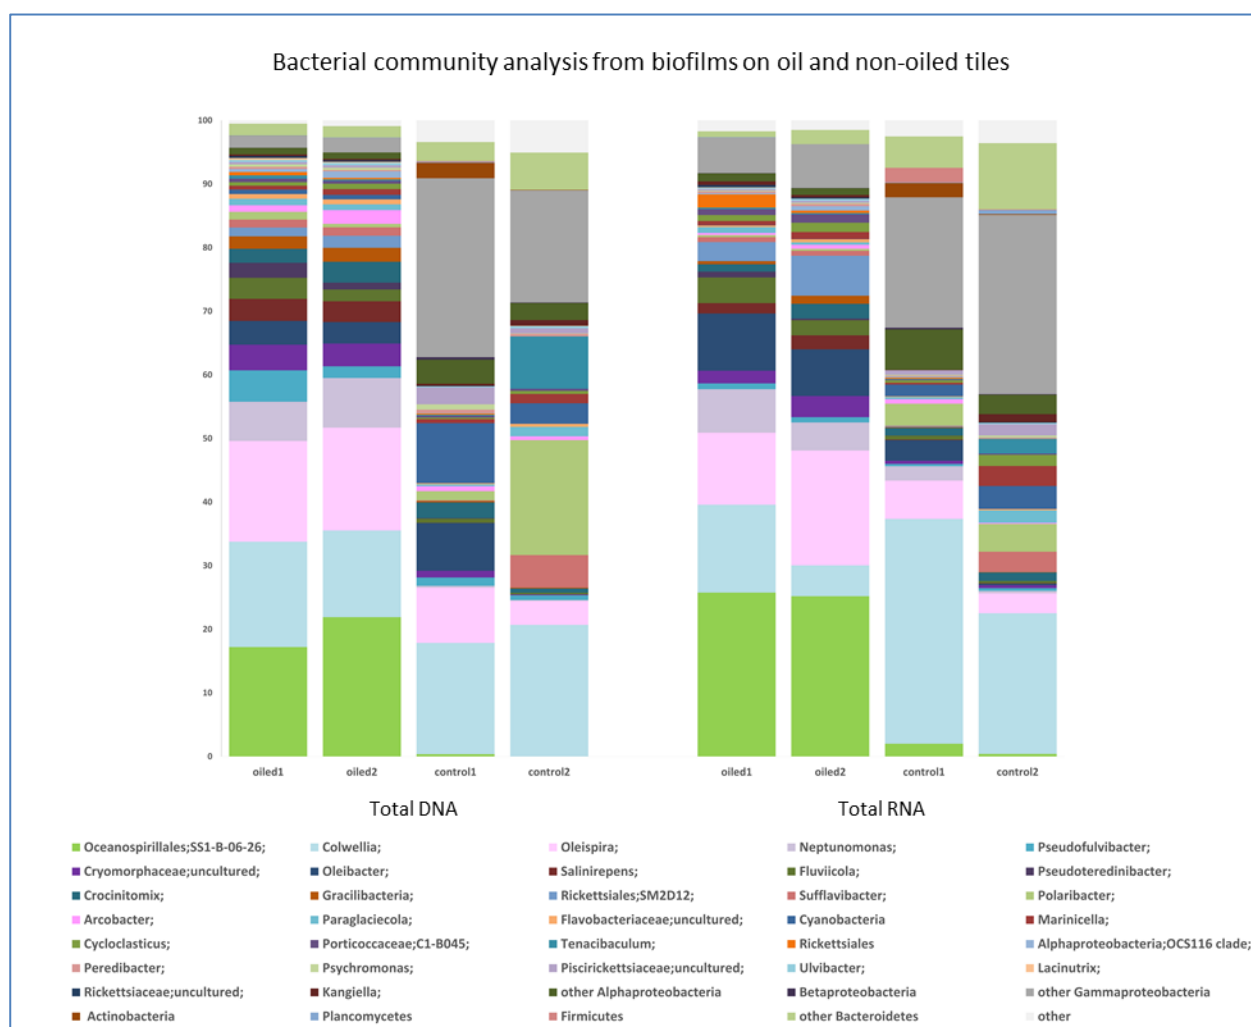 Bacterial community analysis from biofilms on oil and non-oiled tiles
100
90
80
70
60
50
40
30
20
10
0
oiled1 oiled2 control1 control2 oiled1 oiled2 control1 control2
Total DNA Total RNA
Oceanospirillales;SS1-B-06-26; Colwellia; Oleispira; Neptunomonas; Pseudofulvibacter;
Cryomorphaceae;uncultured; Oleibacter; Salinirepens; Fluviicola; Pseudoteredinibacter;
Crocinitomix; Gracilibacteria; Rickettsiales;SM2D12; Sufflavibacter; Polaribacter;
Arcobacter; Paraglaciecola; Flavobacteriaceae;uncultured; Cyanobacteria Marinicella;
Cycloclasticus; Porticoccaceae;C1-B045; Tenacibaculum; Rickettsiales Alphaproteobacteria;OCS116 clade;
Peredibacter; Psychromonas; Piscirickettsiaceae;uncultured; Ulvibacter; Lacinutrix;
Rickettsiaceae;uncultured; Kangiella; other Alphaproteobacteria Betaproteobacteria other Gammaproteobacteria
Actinobacteria Plancomycetes Firmicutes other Bacteroidetes other